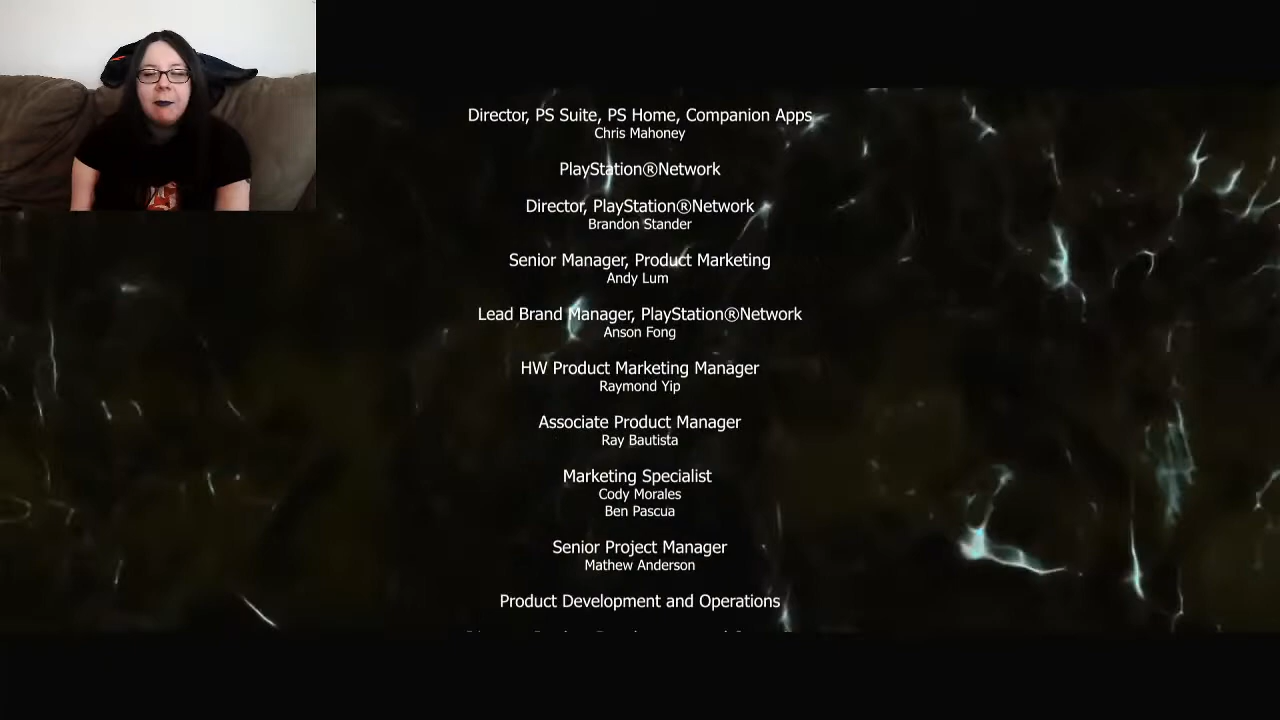 Director, PS Suite, PS Home, Companion Apps
Chris Mahoney
PlayStation®Network
Director, PlayStation®Network
Brandon Stander
Senior Manager, Product Marketing
Andy Lum
Lead Brand Manager, PlayStation®Network
Anson Fong
HW Product Marketing Manager
Raymond Yip
Associate Product Manager
Ray Bautista
Marketing Specialist
Cody Morales
Ben Pascua
Senior Project Manager
Mathew Anderson
Product Development and Operations